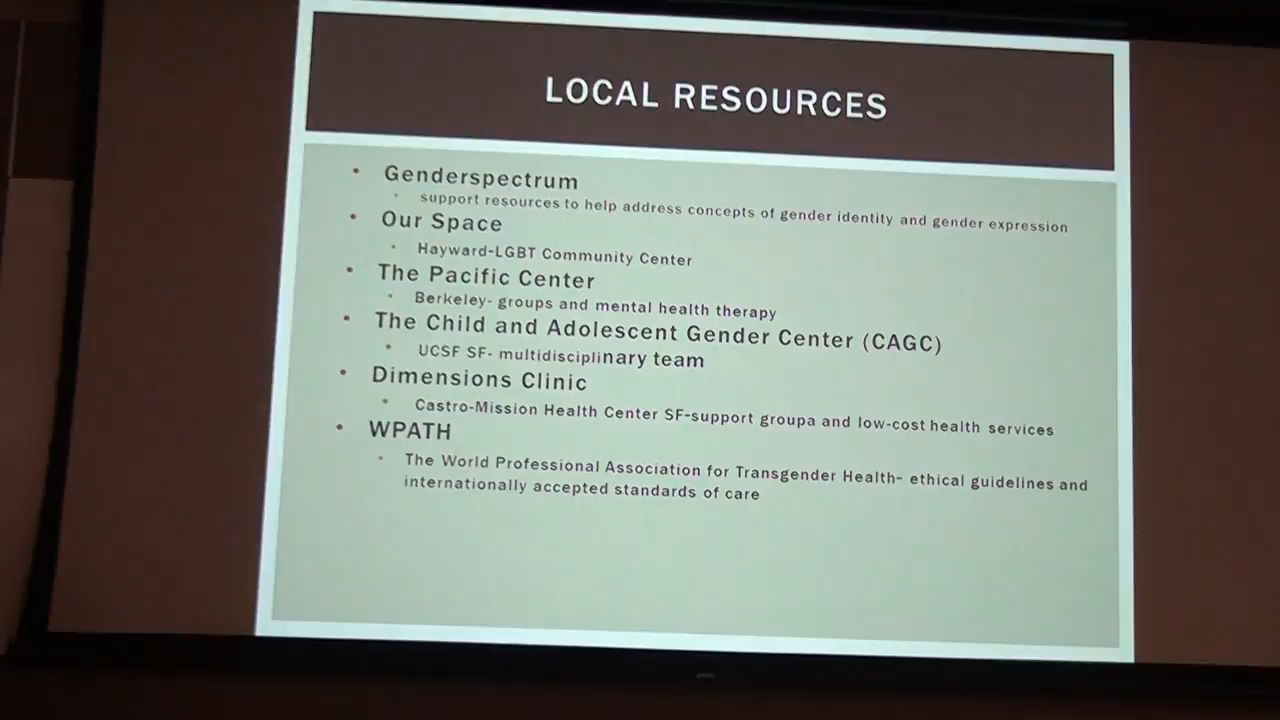 LOCAL RESOURCES
• Genderspectrum
• support resources to help address concepts of gender identity and gender expression
• Our Space
• Hayward-LGBT Community Center
• The Pacific Center
• Berkeley- groups and mental health therapy
• The Child and Adolescent Gender Center (CAGC)
• UCSF SF- multidisciplinary team
• Dimensions Clinic
• Castro-Mission Health Center SF-support groupa and low-cost health services
• WPATH
• The World Professional Association for Transgender Health- ethical guidelines and
internationally accepted standards of care